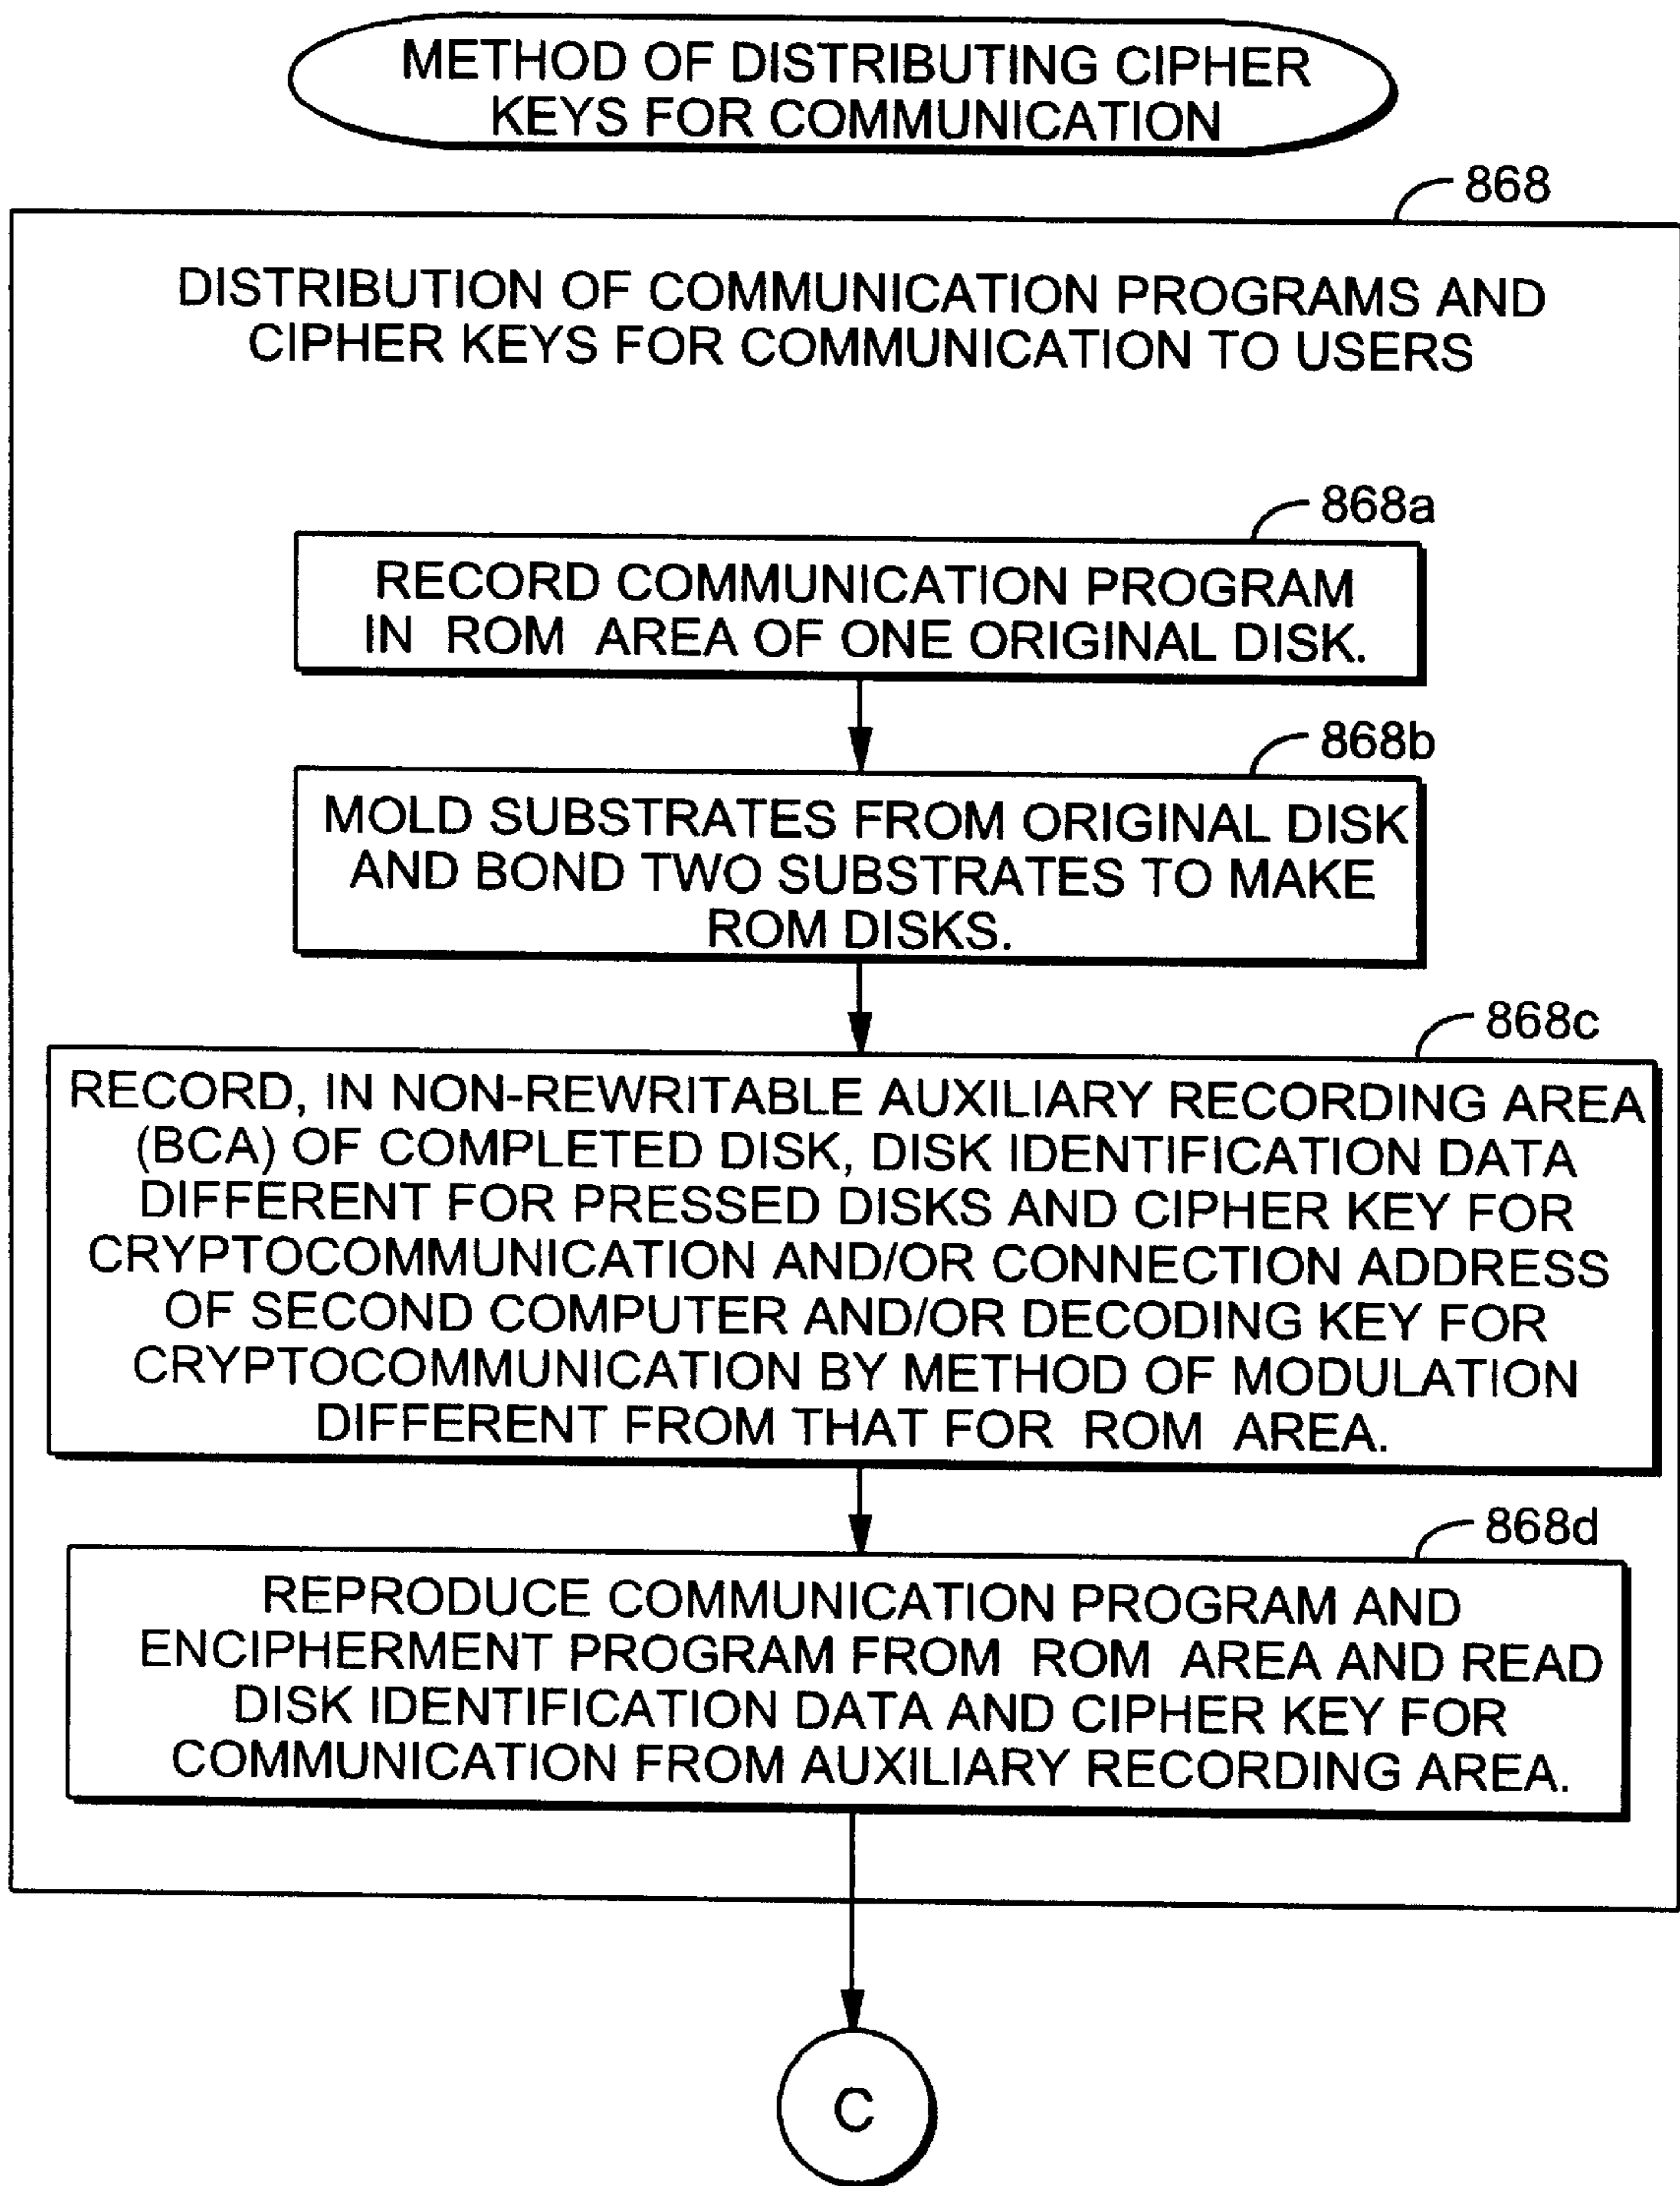 METHOD OF DISTRIBUTING CIPHER
KEYS FOR COMMUNICATION
868
DISTRIBUTION OF COMMUNICATION PROGRAMS AND
CIPHER KEYS FOR COMMUNICATION TO USERS
868a
RECORD COMMUNICATION PROGRAM
IN ROM AREA OF ONE ORIGINAL DISK.
868b
MOLD SUBSTRATES FROM ORIGINAL DISK
AND BOND TWO SUBSTRATES TO MAKE
ROM DISKS.
868c
RECORD, IN NON-REWRITABLE AUXILIARY RECORDING AREA
(BCA) OF COMPLETED DISK, DISK IDENTIFICATION DATA
DIFFERENT FOR PRESSED DISKS AND CIPHER KEY FOR
CRYPTOCOMMUNICATION AND/OR CONNECTION ADDRESS
OF SECOND COMPUTER AND/OR DECODING KEY FOR
CRYPTOCOMMUNICATION BY METHOD OF MODULATION
DIFFERENT FROM THAT FOR ROM AREA.
868d
REPRODUCE COMMUNICATION PROGRAM AND
ENCIPHERMENT PROGRAM FROM ROM AREA AND READ
DISK IDENTIFICATION DATA AND CIPHER KEY FOR
COMMUNICATION FROM AUXILIARY RECORDING AREA.
C